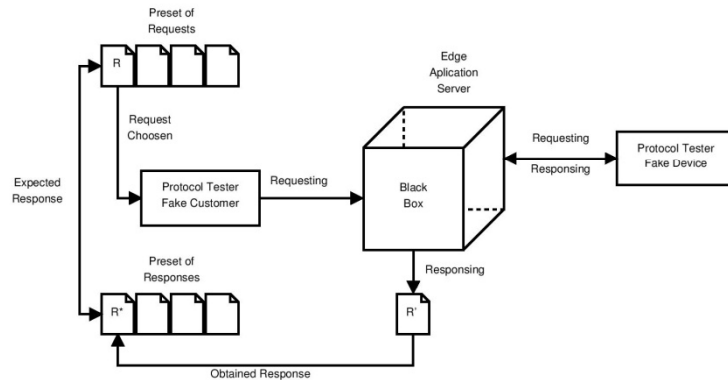 Preset of
Requests
R
Edge
Aplication
Server
Request
Choosen
Requesting
Responsing
Protocol Tester
Fake Device
Expected
Response
Protocol Tester
Fake Customer
Requesting
Black
Box
Preset of
Responses
Responsing
R*
R'
Obtained Response